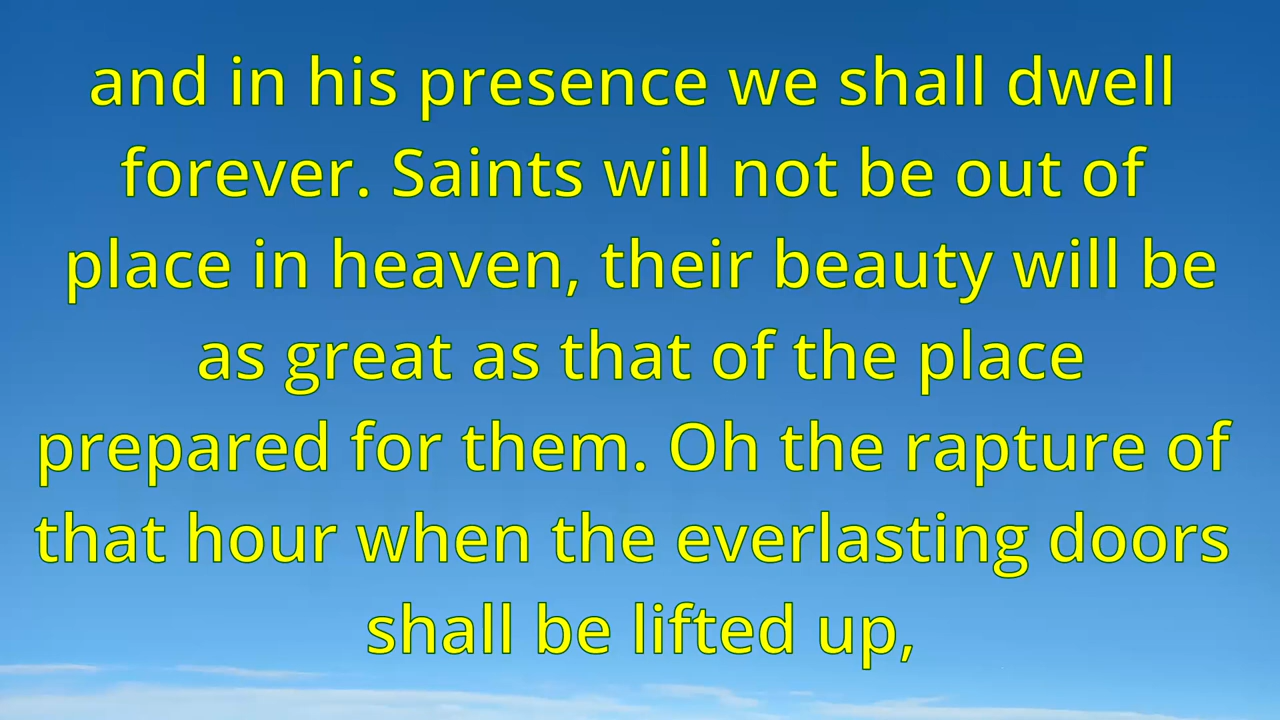 and in his presence we shall dwell
forever. Saints will not be out of
place in heaven, their beauty will be
as great as that of the place
prepared for them. Oh the rapture of
that hour when the everlasting doors
shall be lifted up,